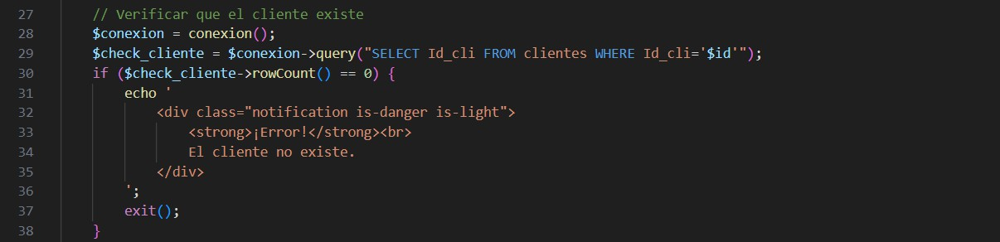 27 // Verificar que el cliente existe
28 $conexion = conexion();
29 $check_cliente = $conexion->query("SELECT Id_cli FROM clientes WHERE Id_cli='$id'");
30 if ($check_cliente->rowCount() == 0) {
31 echo '
32 <div class="notification is-danger is-light">
33 <strong>¡Error!</strong><br>
34 El cliente no existe.
35 </div>
36 ';
37 exit();
38 }